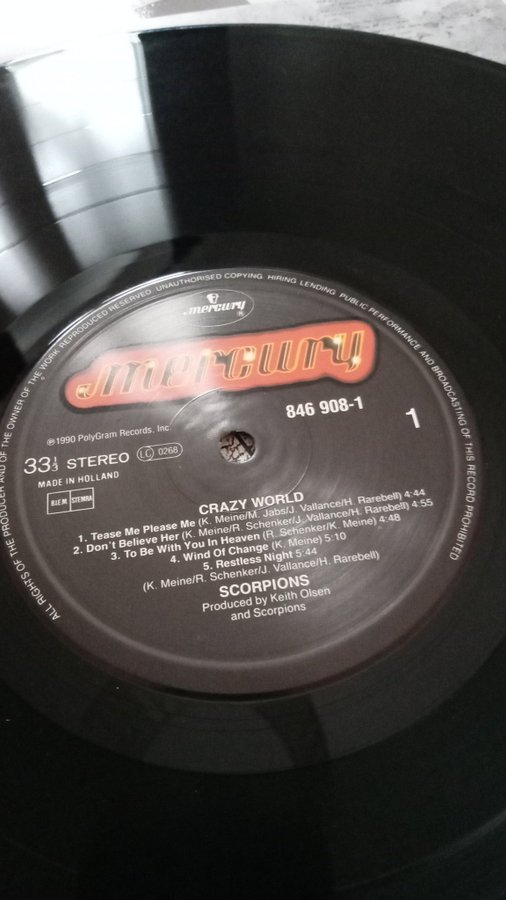 ALL RIGHTS OF THE PRODUCER AND OF THE OWNER OF THE WORK REPRODUCED RESERVED. UNAUTHORISED COPYING. HIRING LENDING. PUBLIC PERFORMANCE AND BROADCASTING OF THIS RECORD PROHIBITED
mercury
mercury
℗1990 PolyGram Records, Inc.
846 908-1
1
33⅓ STEREO
LC 0268
MADE IN HOLLAND
B.I.E.M. STEMRA
CRAZY WORLD
1. Tease Me Please Me (K. Meine/M. Jabs/J. Vallance/H. Rarebell) 4:44
2. Don't Believe Her (K. Meine/R. Schenker/J. Vallance/H. Rarebell) 4:55
3. To Be With You In Heaven (R. Schenker/K. Meine) 4:48
4. Wind Of Change (K. Meine) 5:10
5. Restless Night 5:44
(K. Meine/R. Schenker/J. Vallance/H. Rarebell)
SCORPIONS
Produced by Keith Olsen
and Scorpions